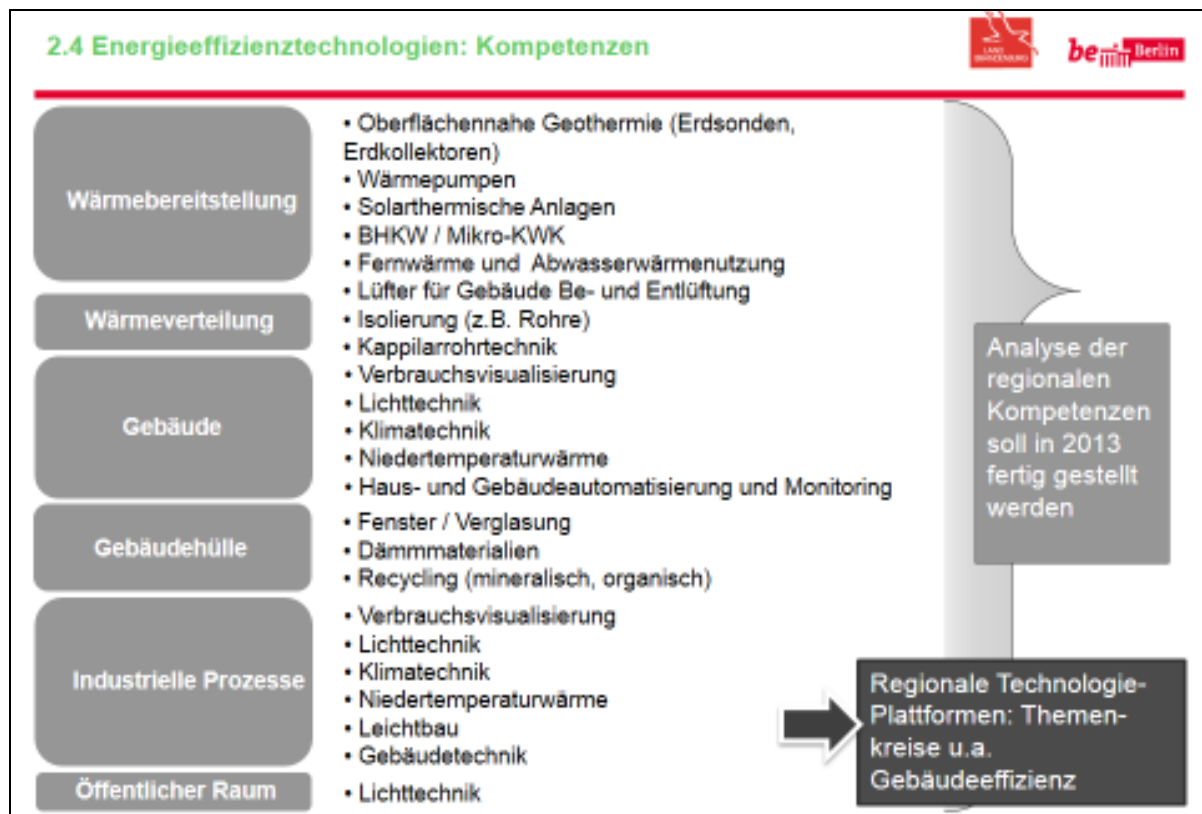 2.4 Energieeffizienztechnologien: Kompetenzen
LAND
BRANDENBURG
be Berlin
Wärmebereitstellung
• Oberflächennahe Geothermie (Erdsonden,
Erdkollektoren)
• Wärmepumpen
• Solarthermische Anlagen
• BHKW / Mikro-KWK
• Fernwärme und Abwasserwärmenutzung
• Lüfter für Gebäude Be- und Entlüftung
Wärmeverteilung
• Isolierung (z.B. Rohre)
• Kappilarrohrtechnik
Gebäude
• Verbrauchsvisualisierung
• Lichttechnik
• Klimatechnik
• Niedertemperaturwärme
• Haus- und Gebäudeautomatisierung und Monitoring
Gebäudehülle
• Fenster / Verglasung
• Dämmmaterialien
• Recycling (mineralisch, organisch)
Industrielle Prozesse
• Verbrauchsvisualisierung
• Lichttechnik
• Klimatechnik
• Niedertemperaturwärme
• Leichtbau
• Gebäudetechnik
Öffentlicher Raum
• Lichttechnik
Analyse der
regionalen
Kompetenzen
soll in 2013
fertig gestellt
werden
Regionale Technologie-
Plattformen: Themen-
kreise u.a.
Gebäudeeffizienz